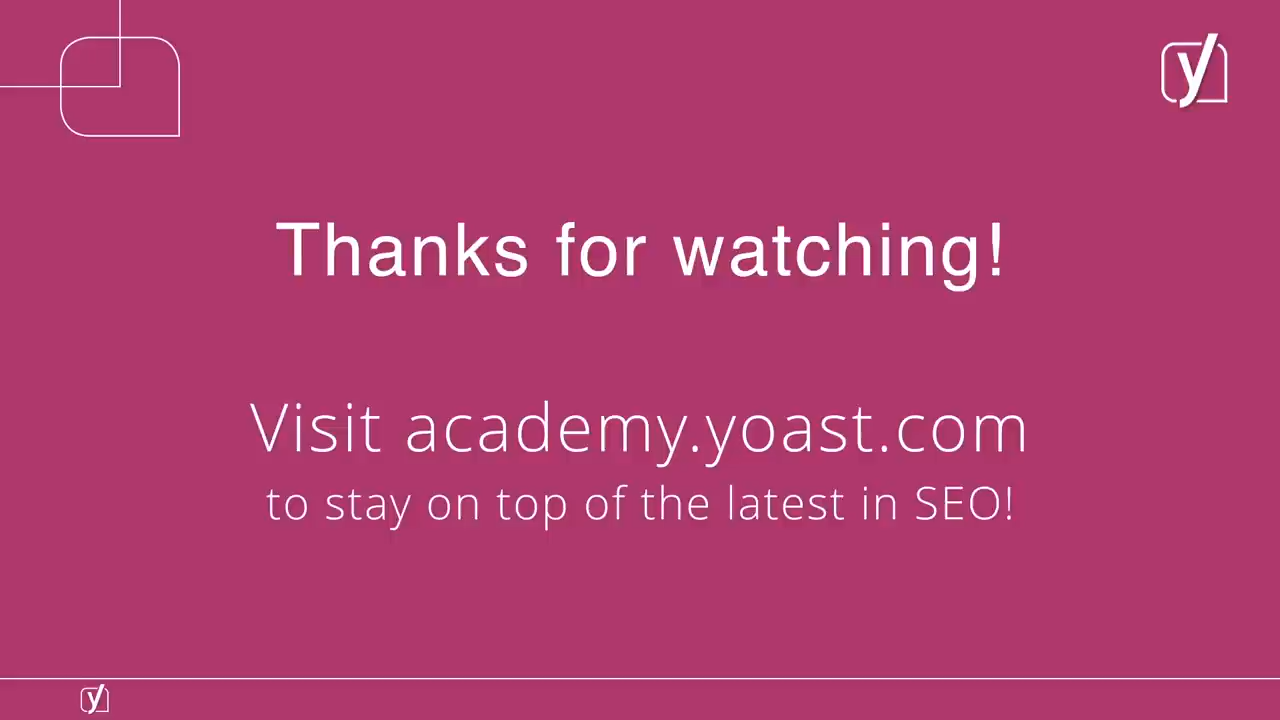 Thanks for watching!
Visit academy.yoast.com
to stay on top of the latest in SEO!